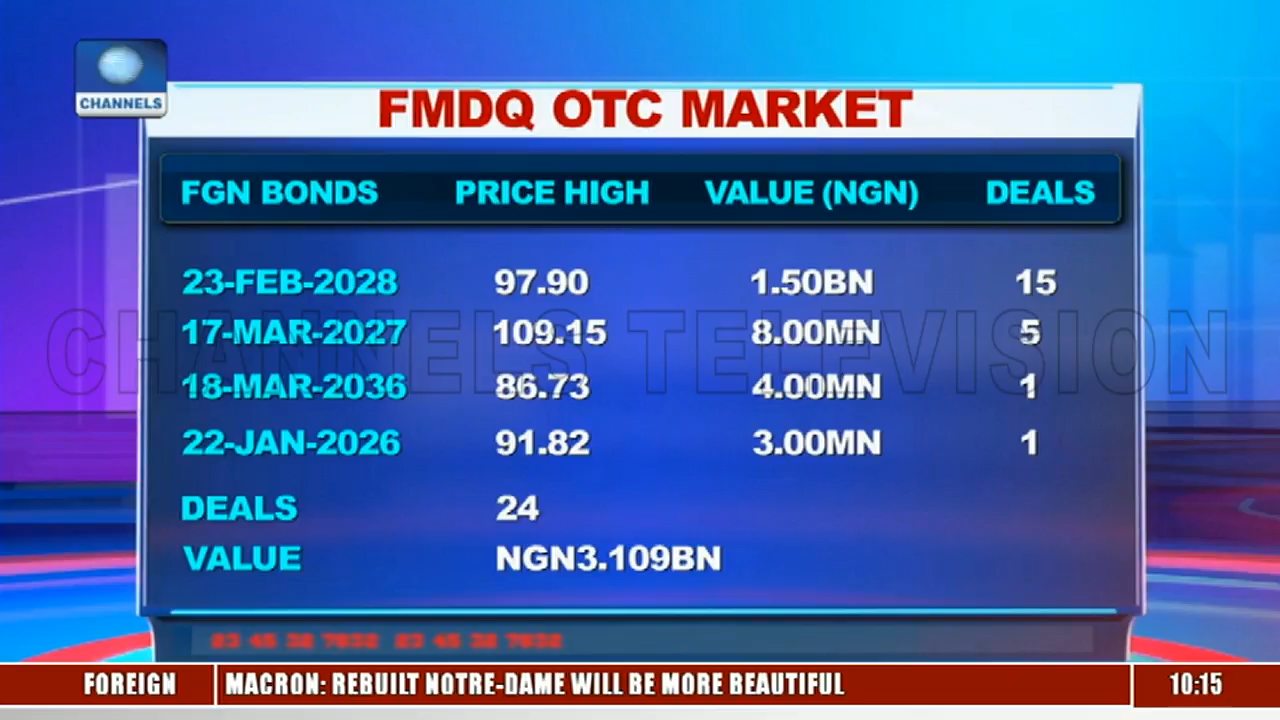 CHANNELS
FMDQ OTC MARKET
FGN BONDS PRICE HIGH VALUE (NGN) DEALS
23-FEB-2028 97.90 1.50BN 15
17-MAR-2027 109.15 8.00MN 5
18-MAR-2036 86.73 4.00MN 1
22-JAN-2026 91.82 3.00MN 1
CHANNELS TELEVISION
DEALS 24
VALUE NGN3.109BN
FOREIGN MACRON: REBUILT NOTRE-DAME WILL BE MORE BEAUTIFUL 10:15